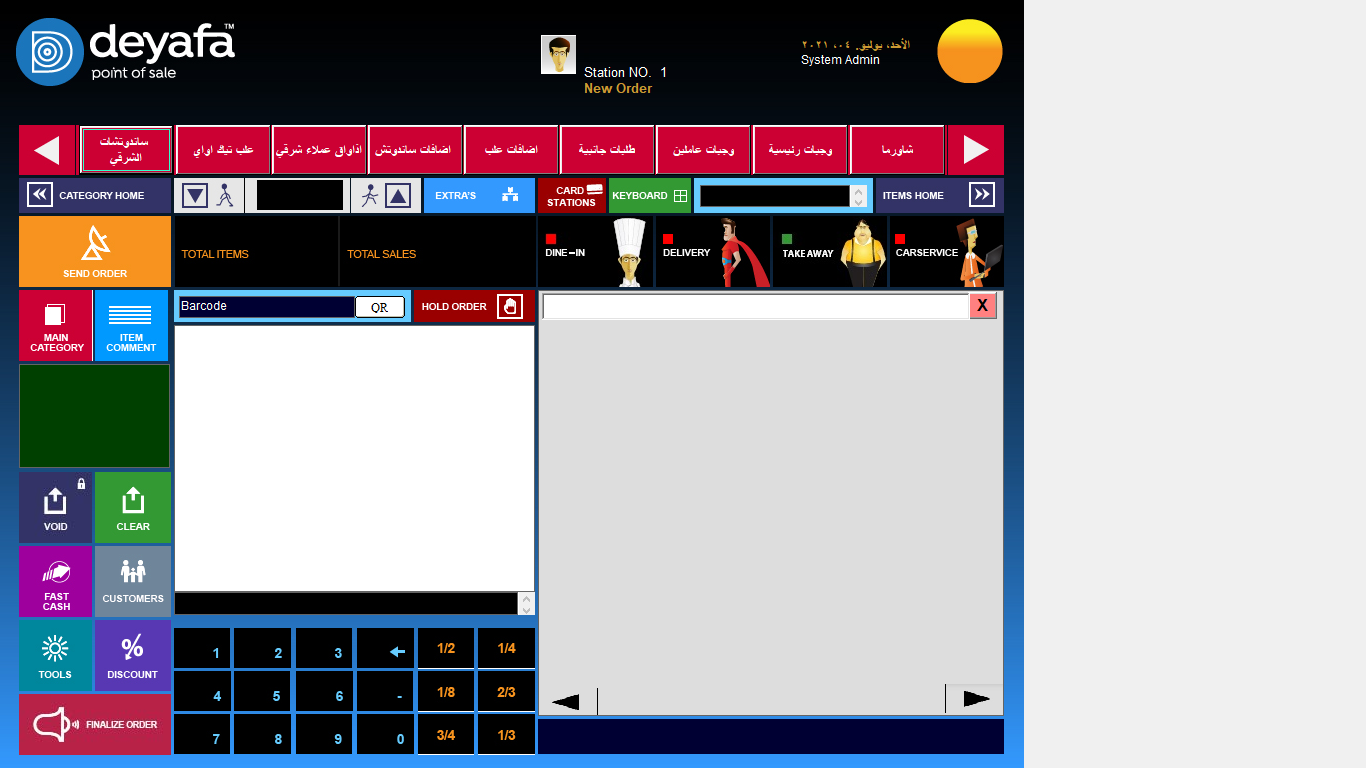 deyafa™
point of sale
Station NO. 1
New Order
الأحد، يوليو. ٠٤، ٢٠٢١
System Admin
ساندوتشات
الشرقي
علب تيك اواي
اذاواق عملاء شرقي
اضافات ساندوتش
اضافات علب
طلبات جانبية
وجبات عاملين
وجبات رئيسية
شاورما
CATEGORY HOME
EXTRA'S
CARD
STATIONS
KEYBOARD
ITEMS HOME
SEND ORDER
TOTAL ITEMS
TOTAL SALES
DINE-IN
DELIVERY
TAKE AWAY
CARSERVICE
MAIN
CATEGORY
ITEM
COMMENT
Barcode
QR
HOLD ORDER
X
VOID
CLEAR
FAST
CASH
CUSTOMERS
TOOLS
DISCOUNT
FINALIZE ORDER
1 2 3 1/2 1/4
4 5 6 - 1/8 2/3
7 8 9 0 3/4 1/3